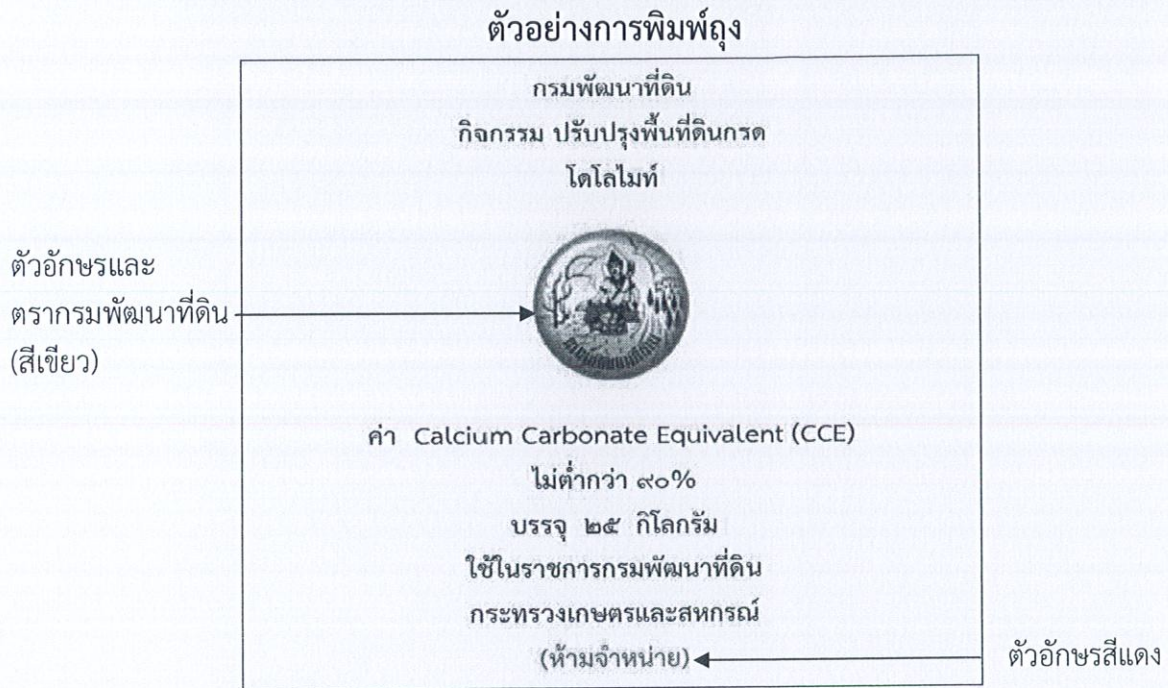 ตัวอย่างการพิมพ์ถุง
กรมพัฒนาที่ดิน
กิจกรรม ปรับปรุงพื้นที่ดินกรด
โดโลไมท์
ตัวอักษรและ
ตรากรมพัฒนาที่ดิน
(สีเขียว)
ค่า Calcium Carbonate Equivalent (CCE)
ไม่ต่ำกว่า ๙๐%
บรรจุ ๒๕ กิโลกรัม
ใช้ในราชการกรมพัฒนาที่ดิน
กระทรวงเกษตรและสหกรณ์
(ห้ามจำหน่าย)
ตัวอักษรสีแดง